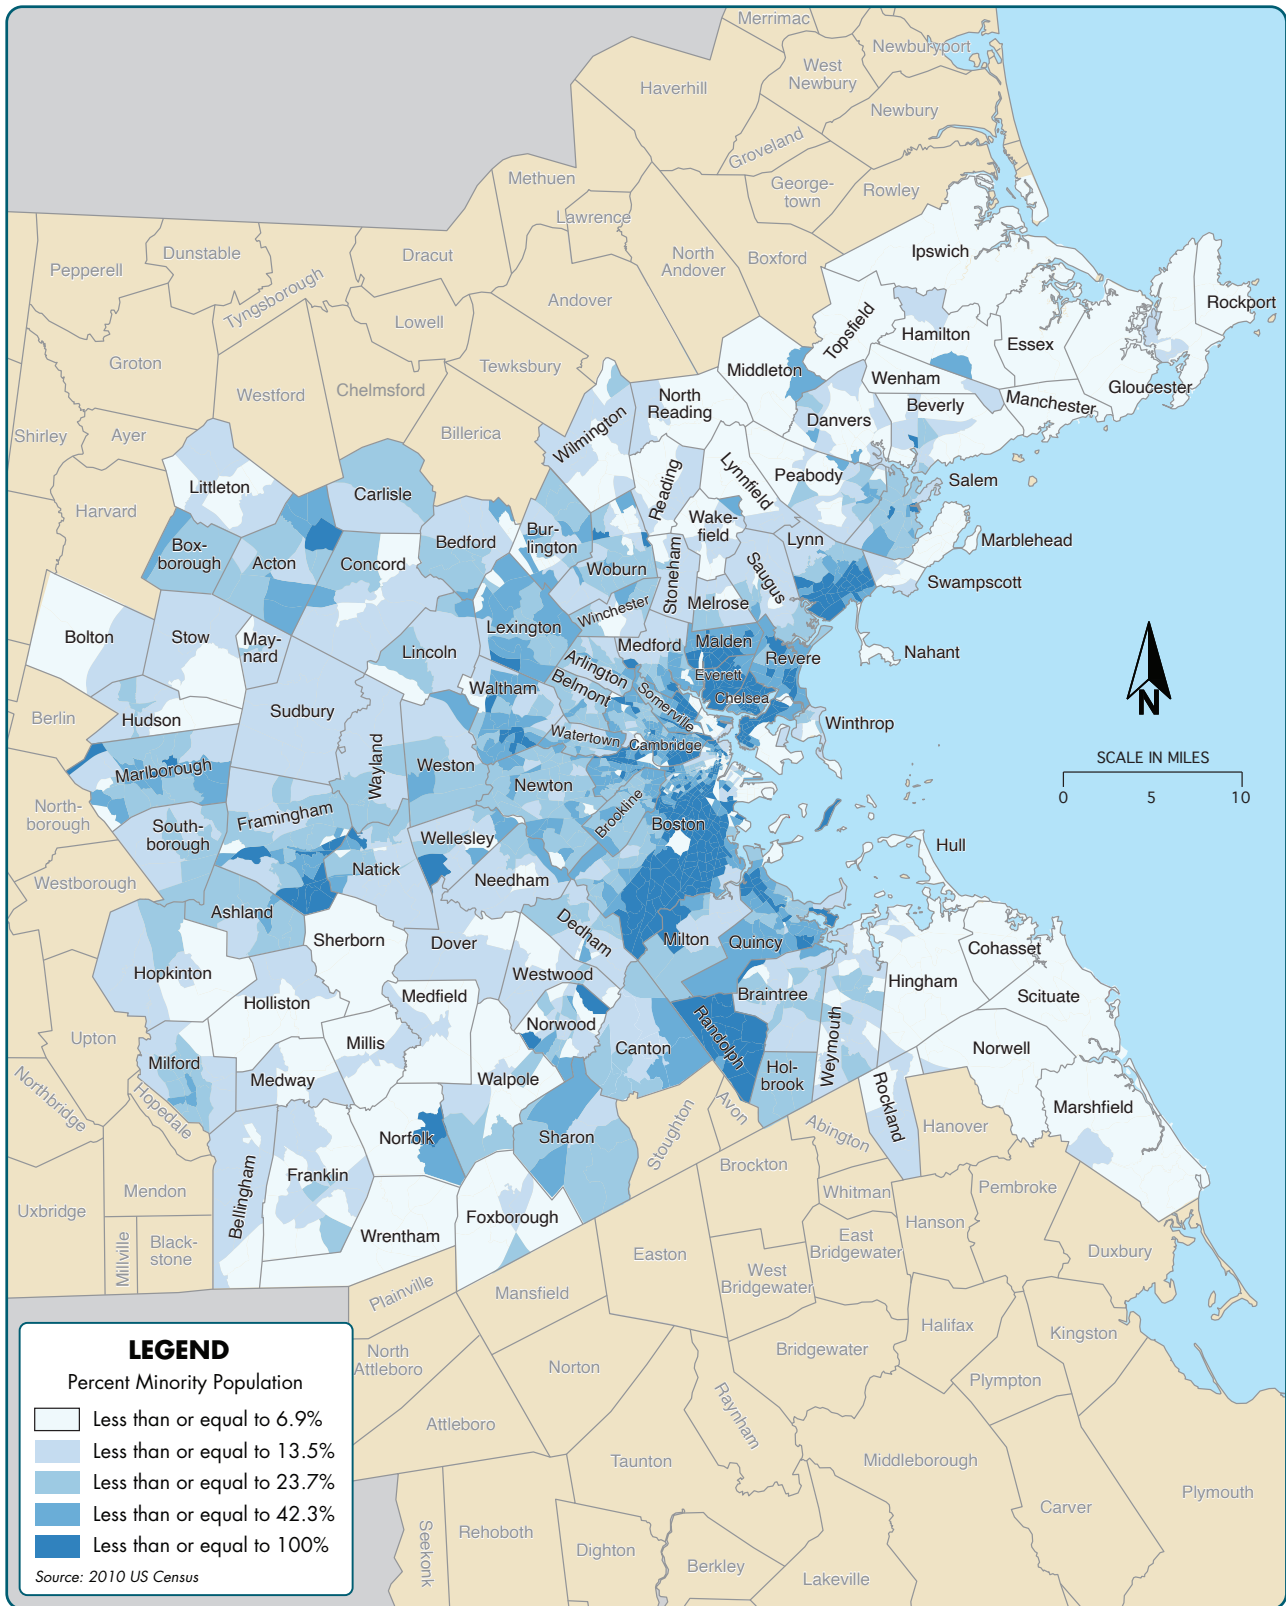 Merrimac
Newburyport
West
Newbury
Haverhill
Newbury
Groveland
Methuen
George-
town
Rowley
Lawrence
Dunstable
Dracut
North
Andover
Boxford
Ipswich
Pepperell
Tyngsborough
Andover
Rockport
Lowell
Topsfield
Hamilton
Essex
Groton
Tewksbury
Middleton
Wenham
Gloucester
Westford
Chelmsford
North
Reading
Beverly
Manchester
Shirley
Ayer
Billerica
Wilmington
Danvers
Littleton
Carlisle
Reading
Lynnfield
Peabody
Salem
Harvard
Wake-
field
Bur-
lington
Bedford
Lynn
Marblehead
Box-
borough
Acton
Concord
Woburn
Stoneham
Saugus
Swampscott
Bolton
Stow
May-
nard
Lexington
Winchester
Melrose
Lincoln
Medford
Malden
Revere
Nahant
Arlington
Everett
Waltham
Belmont
Somerville
Chelsea
Berlin
Hudson
Sudbury
Winthrop
N
Watertown
Cambridge
Wayland
Weston
Marlborough
Newton
SCALE IN MILES
0 5 10
North-
borough
Framingham
Brookline
Boston
South-
borough
Wellesley
Hull
Natick
Needham
Westborough
Ashland
Dedham
Sherborn
Dover
Milton
Quincy
Cohasset
Hopkinton
Westwood
Hingham
Holliston
Medfield
Braintree
Scituate
Norwood
Randolph
Weymouth
Upton
Millis
Canton
Norwell
Milford
Medway
Walpole
Hol-
brook
Rockland
Northbridge
Hopedale
Marshfield
Norfolk
Sharon
Stoughton
Avon
Abington
Hanover
Franklin
Bellingham
Brockton
Mendon
Whitman
Pembroke
Uxbridge
Foxborough
Hanson
Wrentham
Millville
Black-
stone
Easton
East
Bridgewater
Duxbury
West
Bridgewater
Plainville
Mansfield
Halifax
Kingston
North
Attleboro
Norton
Bridgewater
Plympton
Attleboro
Raynham
Taunton
Middleborough
Plymouth
Carver
Seekonk
Rehoboth
Dighton
Berkley
Lakeville
LEGEND
Percent Minority Population
Less than or equal to 6.9%
Less than or equal to 13.5%
Less than or equal to 23.7%
Less than or equal to 42.3%
Less than or equal to 100%
Source: 2010 US Census